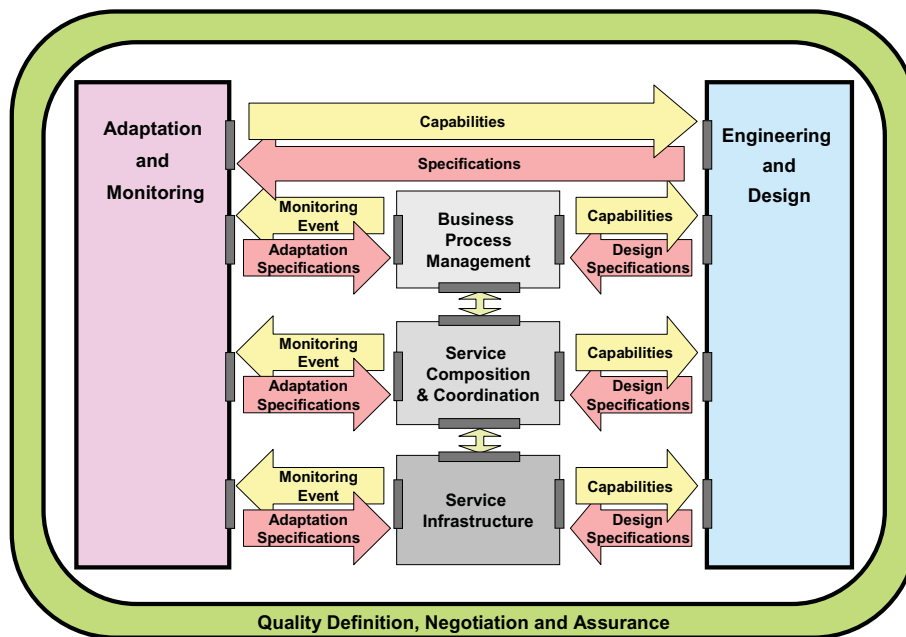 Adaptation
and
Monitoring
Capabilities
Specifications
Engineering
and
Design
Monitoring
Event
Adaptation
Specifications
Business
Process
Management
Capabilities
Design
Specifications
Monitoring
Event
Adaptation
Specifications
Service
Composition
& Coordination
Capabilities
Design
Specifications
Monitoring
Event
Adaptation
Specifications
Service
Infrastructure
Capabilities
Design
Specifications
Quality Definition, Negotiation and Assurance